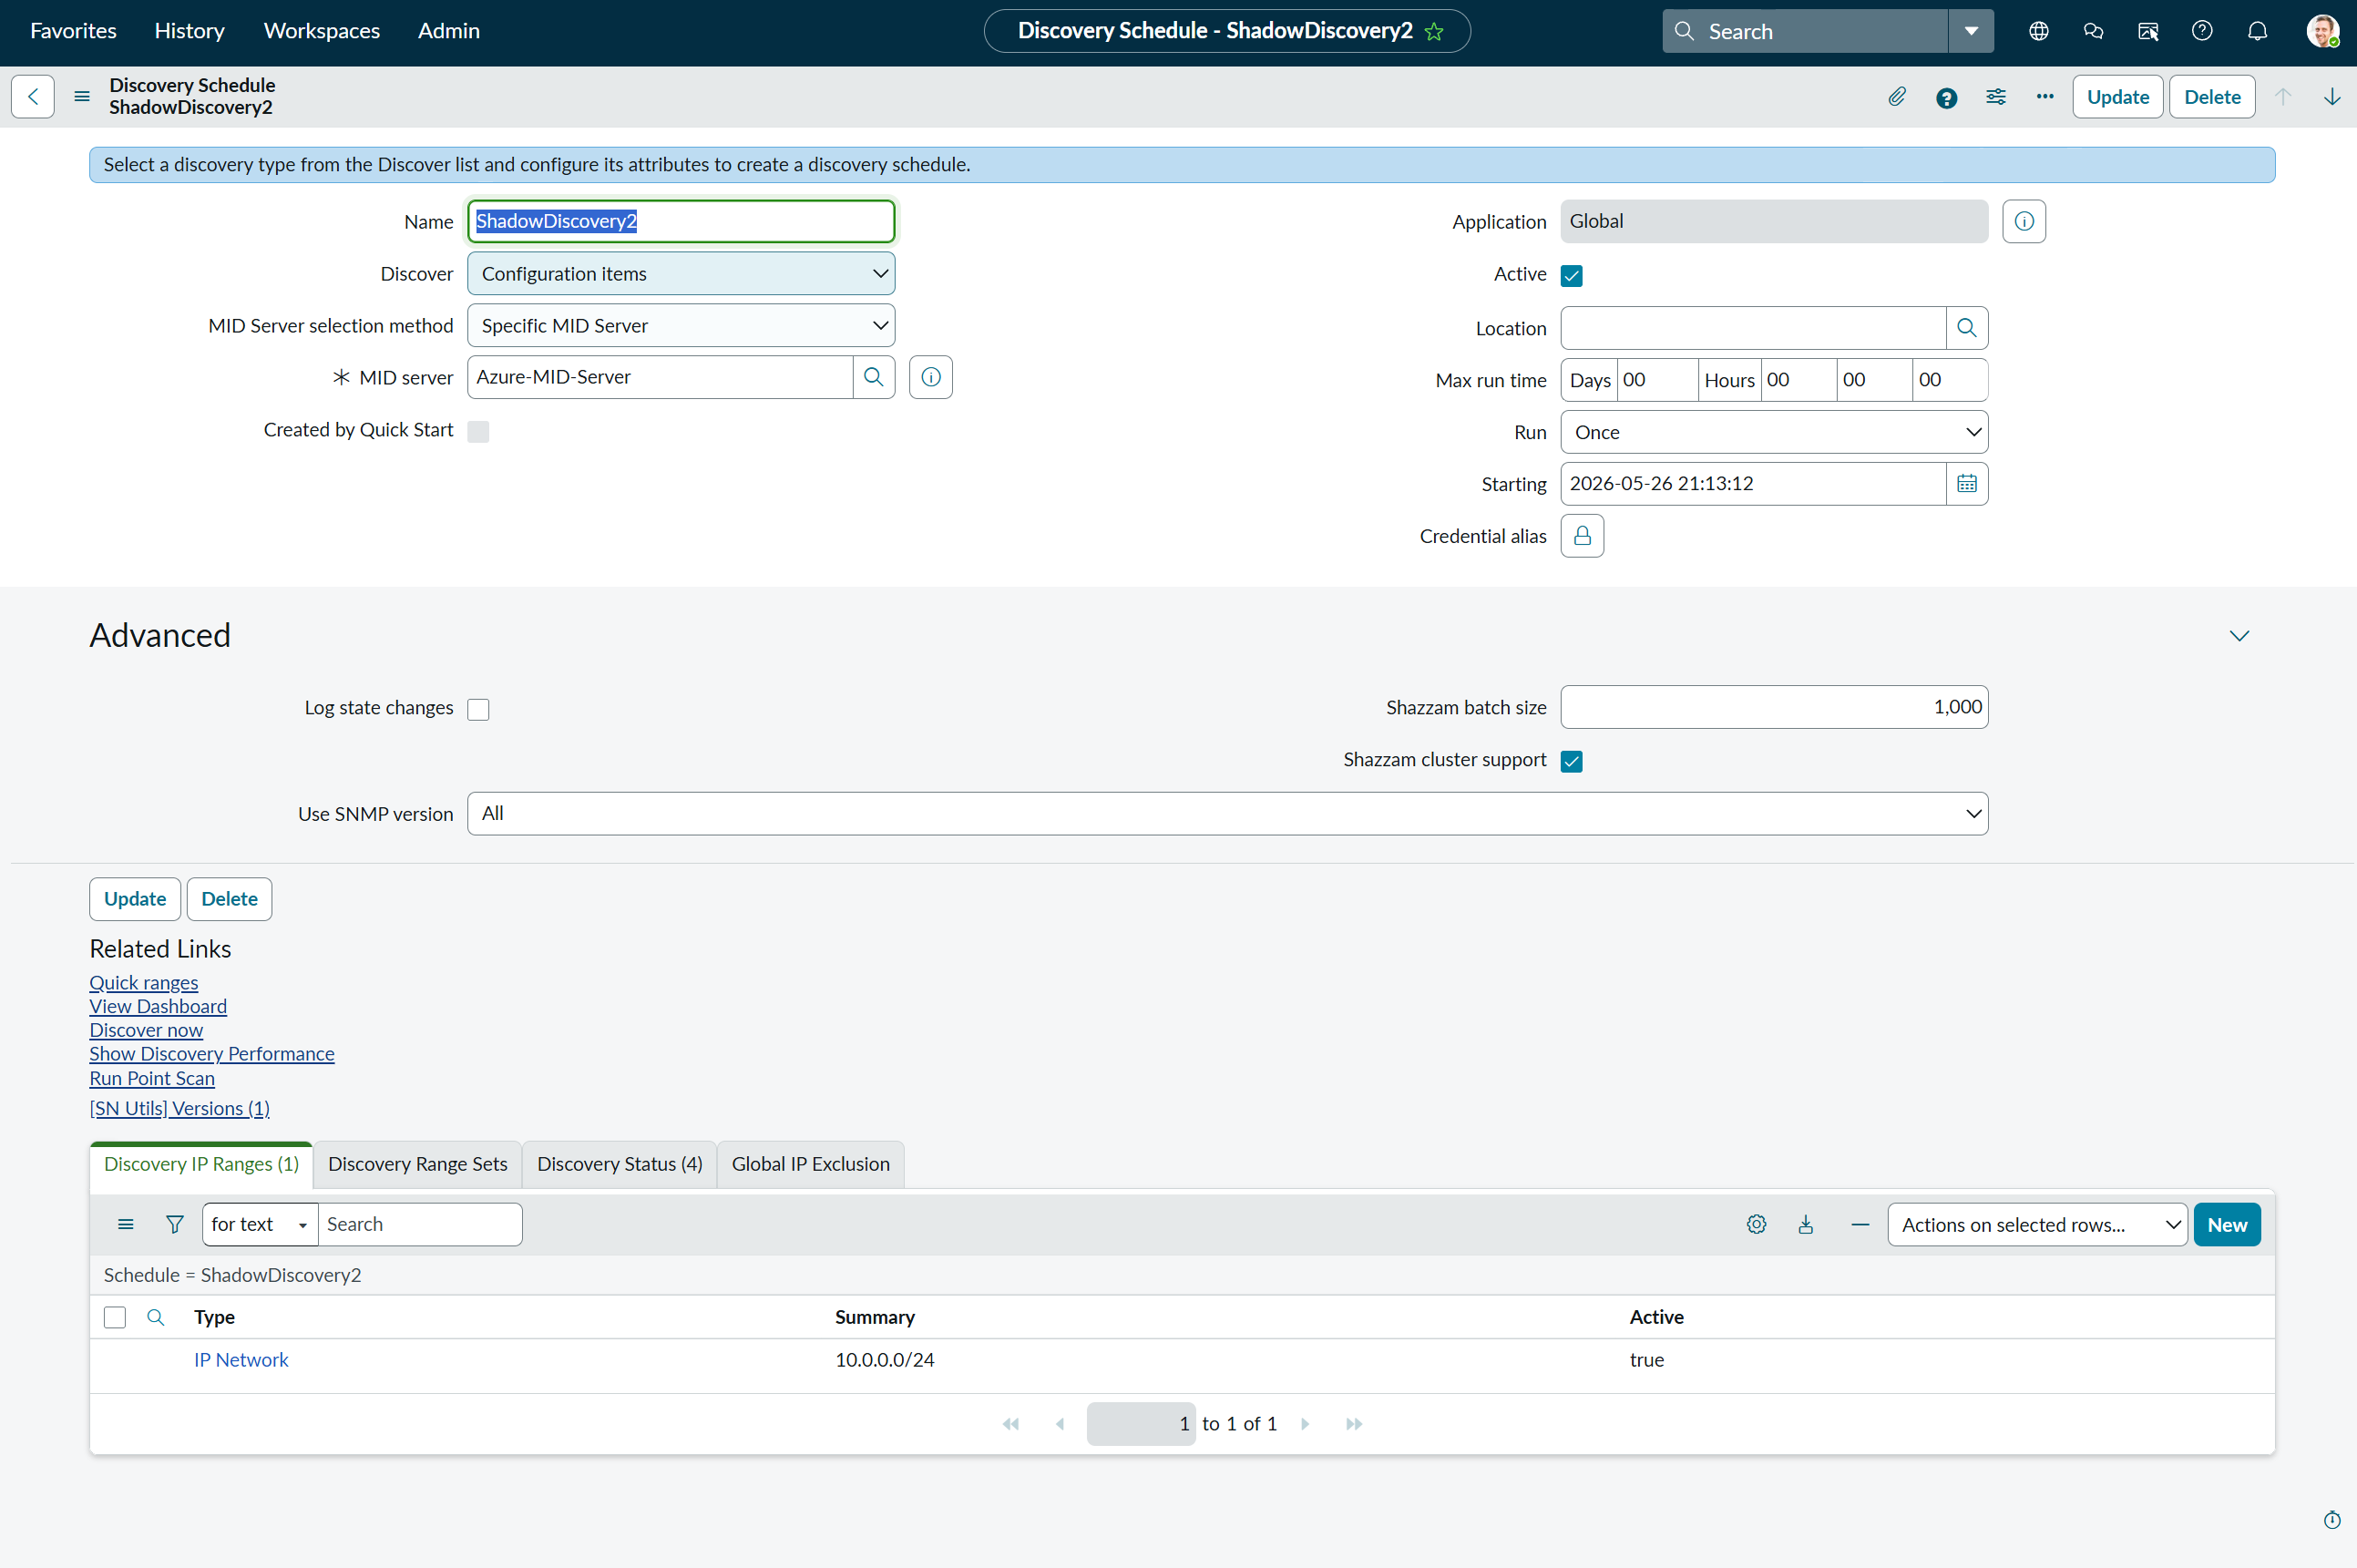 Favorites History Workspaces Admin
Discovery Schedule - ShadowDiscovery2
Search
Discovery Schedule
ShadowDiscovery2
Update Delete
Select a discovery type from the Discover list and configure its attributes to create a discovery schedule.
Name ShadowDiscovery2
Discover Configuration items
MID Server selection method Specific MID Server
MID server Azure-MID-Server
Created by Quick Start
Application Global
Active
Location
Max run time Days 00 Hours 00 00 00
Run Once
Starting 2026-05-26 21:13:12
Credential alias
Advanced
Log state changes
Shazzam batch size 1,000
Shazzam cluster support
Use SNMP version All
Update Delete
Related Links
Quick ranges
View Dashboard
Discover now
Show Discovery Performance
Run Point Scan
[SN Utils] Versions (1)
Discovery IP Ranges (1) Discovery Range Sets Discovery Status (4) Global IP Exclusion
for text Search Actions on selected rows... New
Schedule = ShadowDiscovery2
Type Summary Active
IP Network 10.0.0.0/24 true
1 to 1 of 1